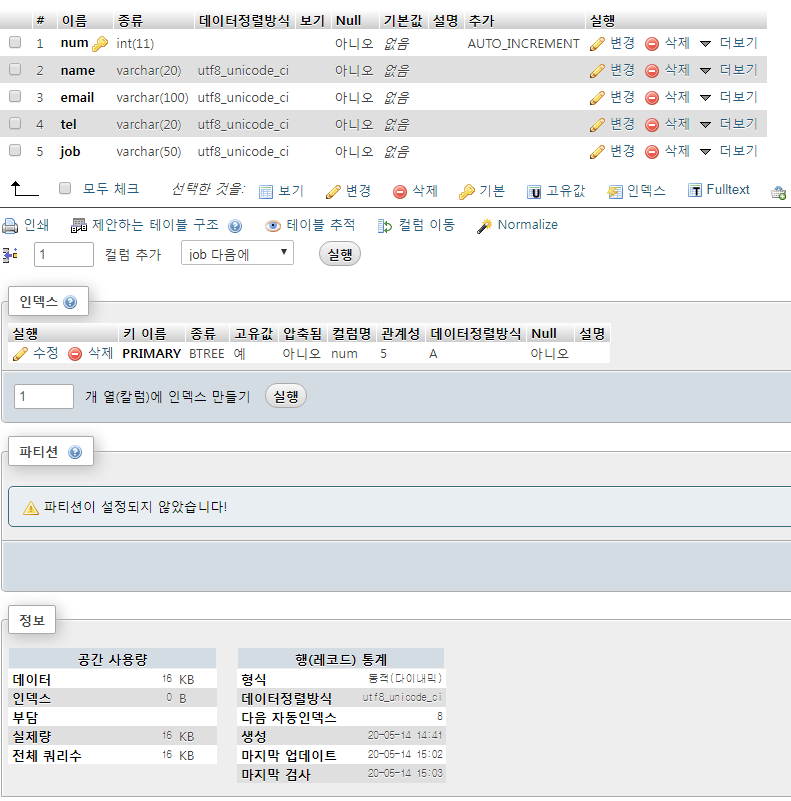 # 이름 종류 데이터정렬방식 보기 Null 기본값 설명 추가 실행
1 num int(11) 아니오 없음 AUTO_INCREMENT 변경 삭제 더보기
2 name varchar(20) utf8_unicode_ci 아니오 없음 변경 삭제 더보기
3 email varchar(100) utf8_unicode_ci 아니오 없음 변경 삭제 더보기
4 tel varchar(20) utf8_unicode_ci 아니오 없음 변경 삭제 더보기
5 job varchar(50) utf8_unicode_ci 아니오 없음 변경 삭제 더보기
모두 체크 선택한 것을: 보기 변경 삭제 기본 고유값 인덱스 Fulltext
인쇄 제안하는 테이블 구조 테이블 추적 컬럼 이동 Normalize
1 컬럼 추가 job 다음에 실행
인덱스
실행 키 이름 종류 고유값 압축됨 컬럼명 관계성 데이터정렬방식 Null 설명
수정 삭제 PRIMARY BTREE 예 아니오 num 5 A 아니오
1 개 열(칼럼)에 인덱스 만들기 실행
파티션
파티션이 설정되지 않았습니다!
정보
공간 사용량
데이터 16 KB
인덱스 0 B
부담
실제량 16 KB
전체 쿼리수 16 KB
행(레코드) 통계
형식 동적(다이내믹)
데이터정렬방식 utf8_unicode_ci
다음 자동인덱스 8
생성 20-05-14 14:41
마지막 업데이트 20-05-14 15:02
마지막 검사 20-05-14 15:03